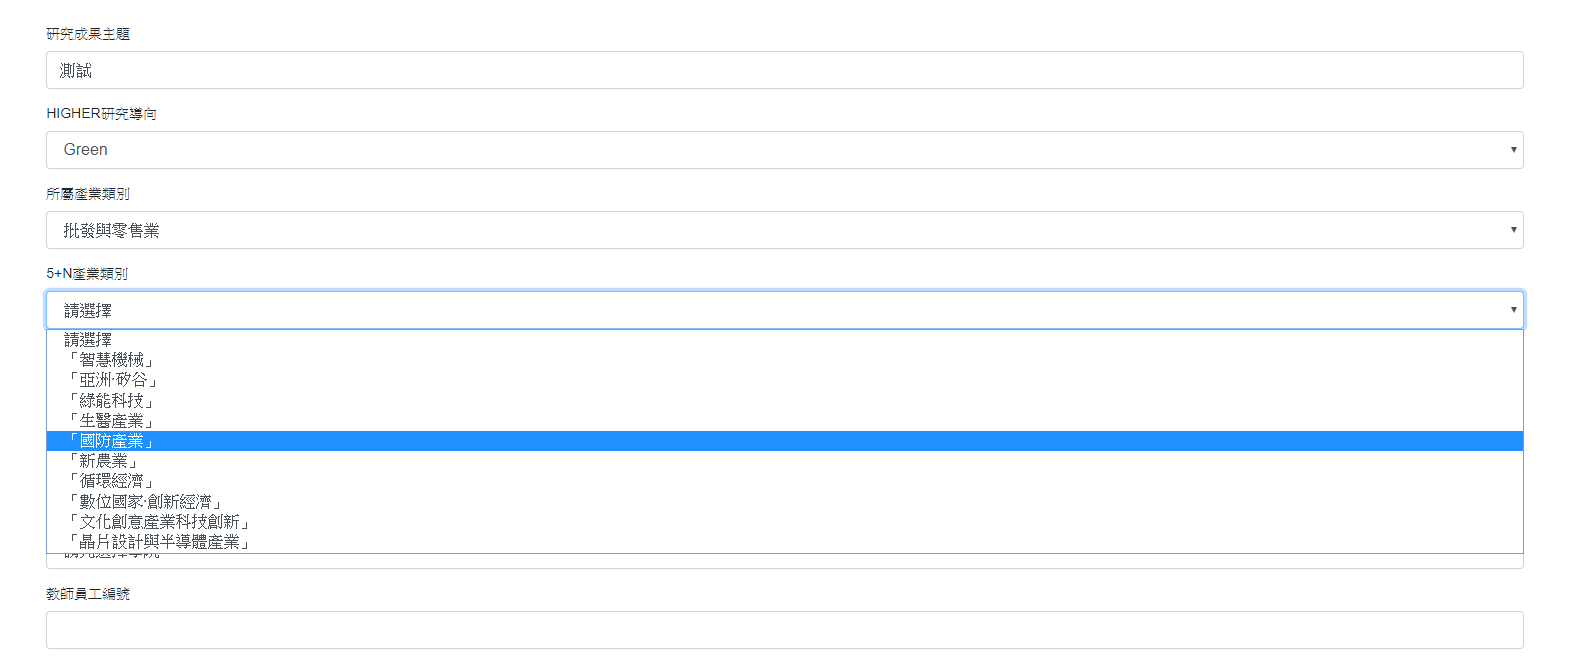 研究成果主題
測試
HIGHER研究導向
Green
所屬產業類別
批發與零售業
5+N產業類別
請選擇
請選擇
「智慧機械」
「亞洲·矽谷」
「綠能科技」
「生醫產業」
「國防產業」
「新農業」
「循環經濟」
「數位國家·創新經濟」
「文化創意產業科技創新」
「晶片設計與半導體產業」
教師員工編號